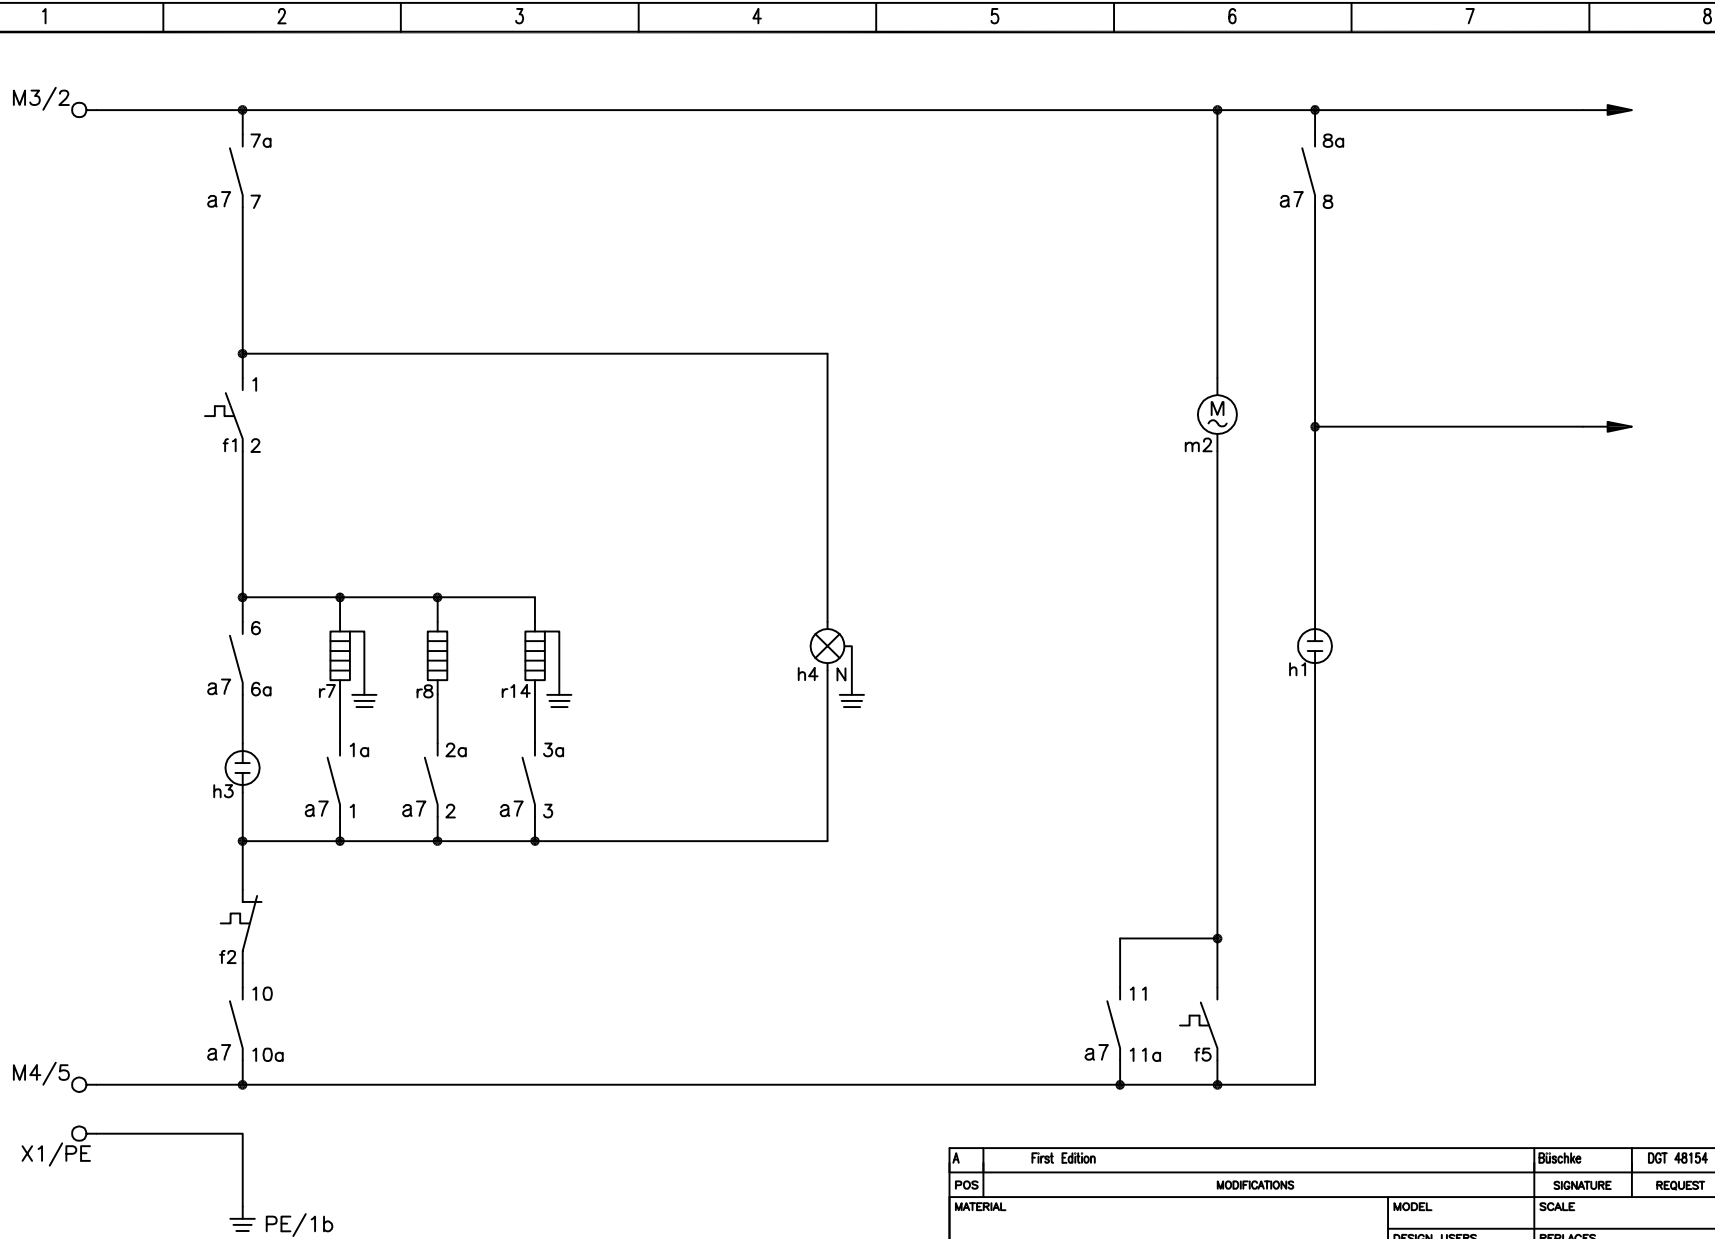 1 2 3 4 5 6 7 8
M3/2
7a 8a
a7 7 a7 8
1
M
f1 2 m2
6
h4 N h1
a7 6a r7 r8 r14
1a 2a 3a
h3
a7 1 a7 2 a7 3
f2
10 11
a7 10a a7 11a f5
M4/5
X1/PE
A First Edition Büschke DGT 48154
POS MODIFICATIONS SIGNATURE REQUEST
MATERIAL MODEL SCALE
PE/1b
DESIGN USERS REPLACES